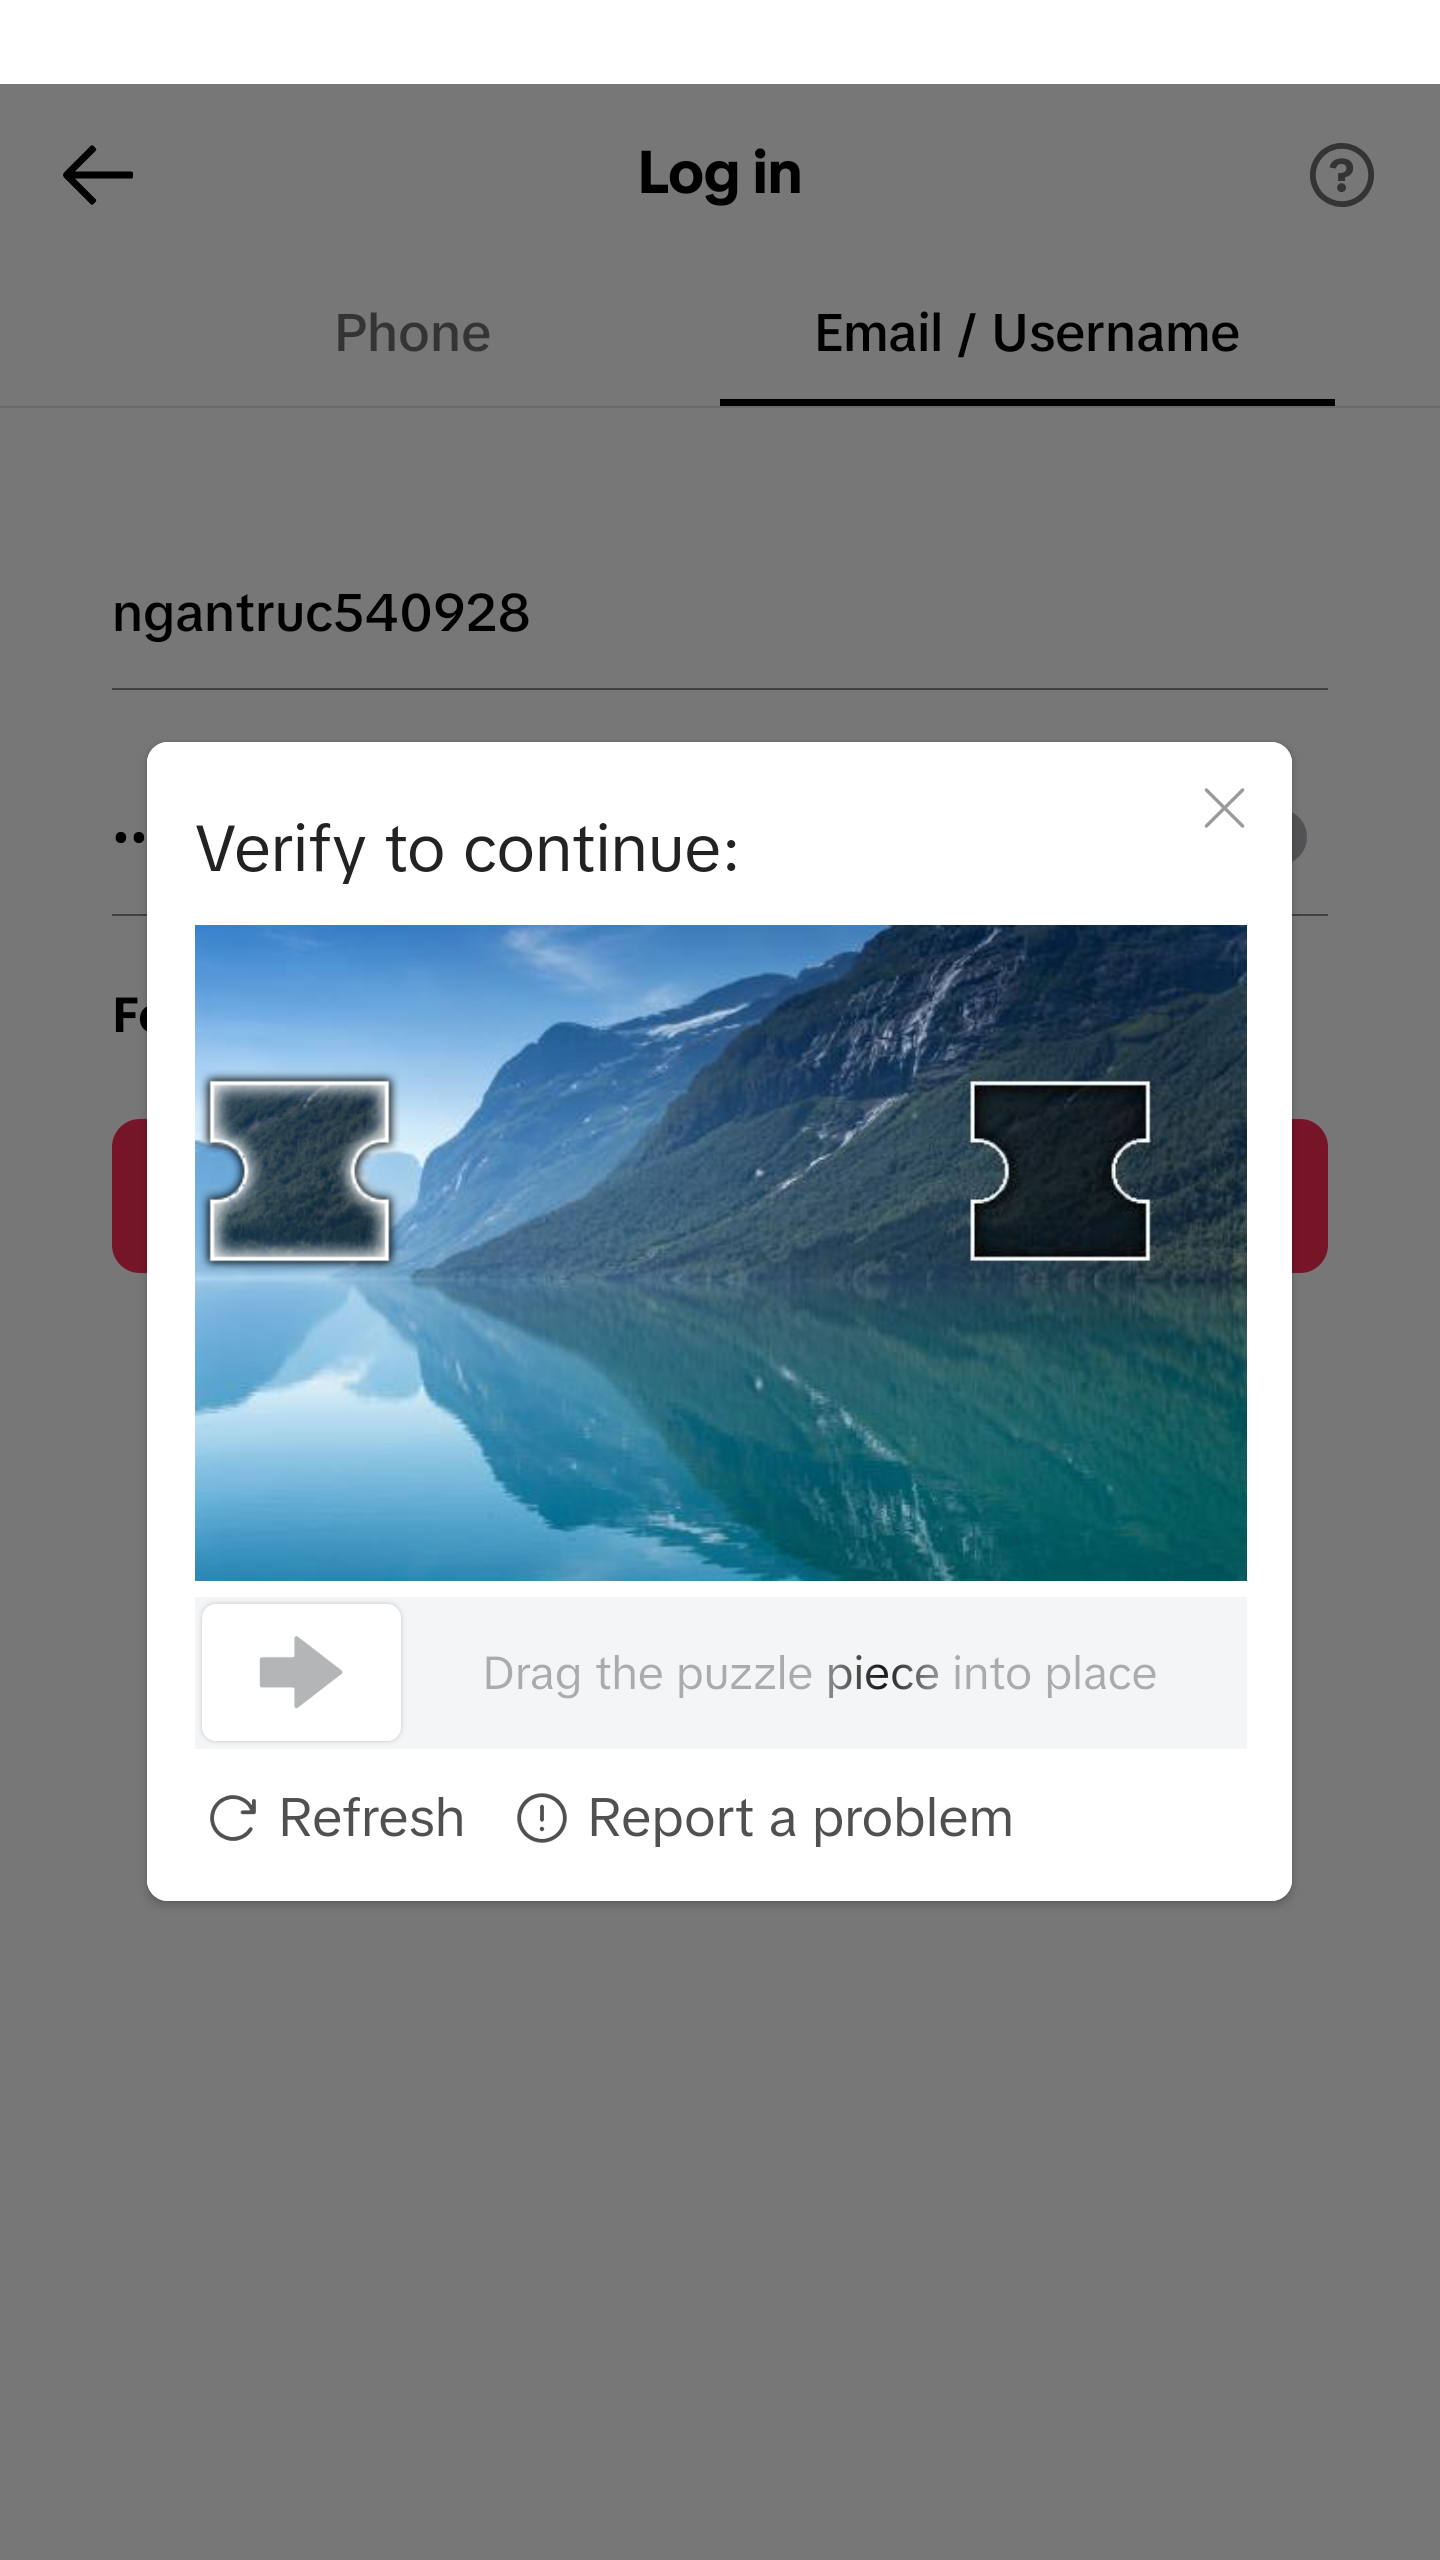 Log in
Phone
Email / Username
ngantruc540928
Verify to continue:
Drag the puzzle piece into place
Refresh
Report a problem